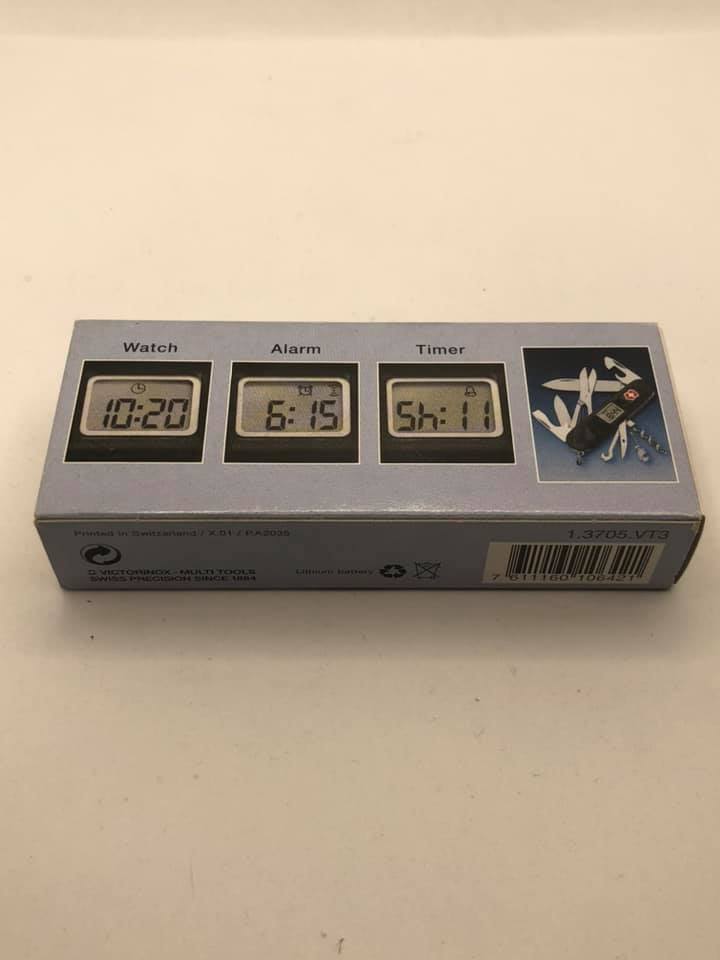 Watch
Alarm
Timer
10:20
6:15
5h:11
Printed in Switzerland / X.01 / PA2035
1.3705.VT3
VICTORINOX - MULTI TOOLS
SWISS PRECISION SINCE 1884
Lithium battery
7 611160 106421